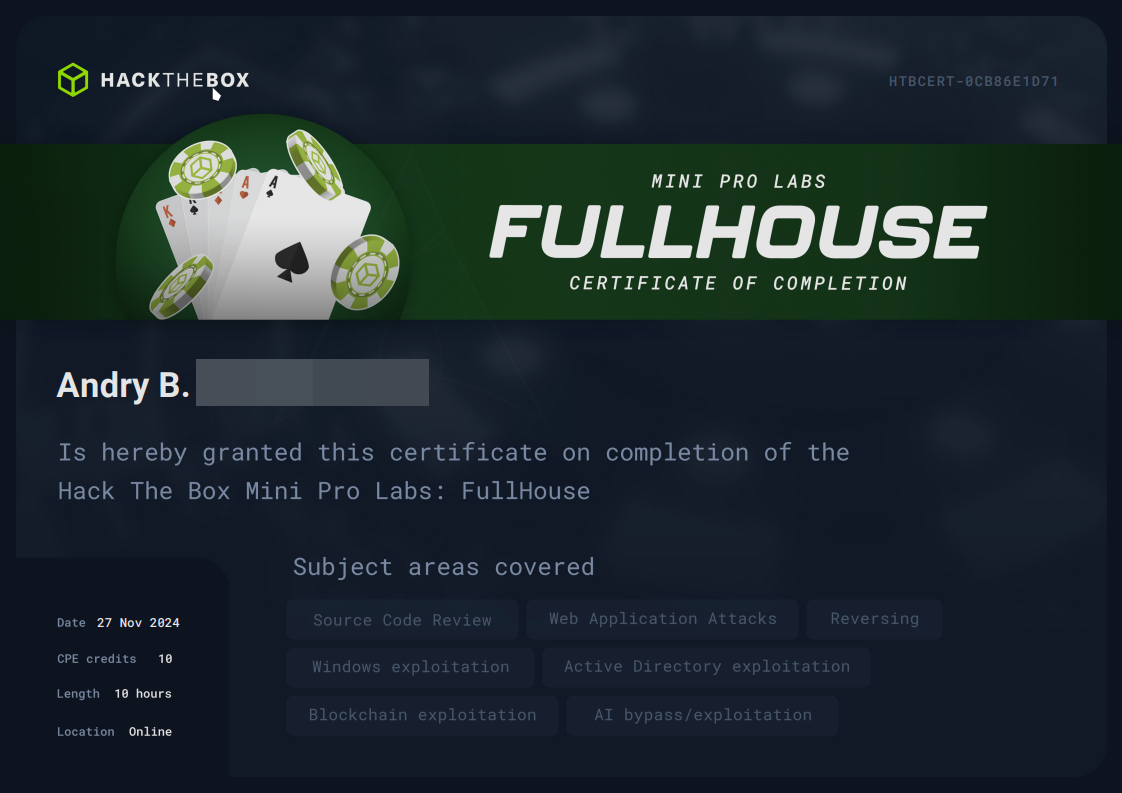 HACKTHEBOX
HTBCERT-0CB86E1D71
MINI PRO LABS
FULLHOUSE
CERTIFICATE OF COMPLETION
K
A
A
Andry B.
Is hereby granted this certificate on completion of the
Hack The Box Mini Pro Labs: FullHouse
Subject areas covered
Source Code Review Web Application Attacks Reversing
Windows exploitation Active Directory exploitation
Blockchain exploitation AI bypass/exploitation
Date 27 Nov 2024
CPE credits 10
Length 10 hours
Location Online